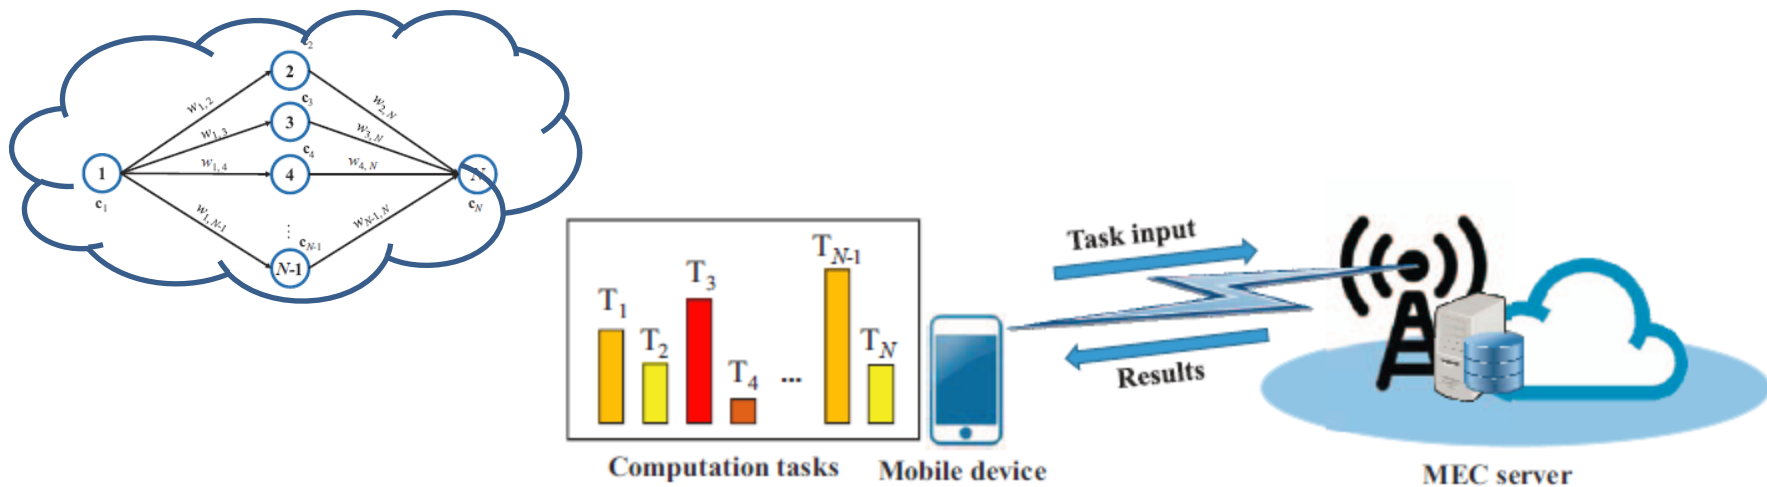 2
2
w1,2
w2,N
c3
3
w1,3
w3,N
c4
1
w1,4
4
w4,N
N
c1
cN
w1,N-1
wN-1,N
⋮
cN-1
N-1
T1
T2
T3
T4
...
TN-1
TN
Computation tasks
Mobile device
Task input
Results
MEC server